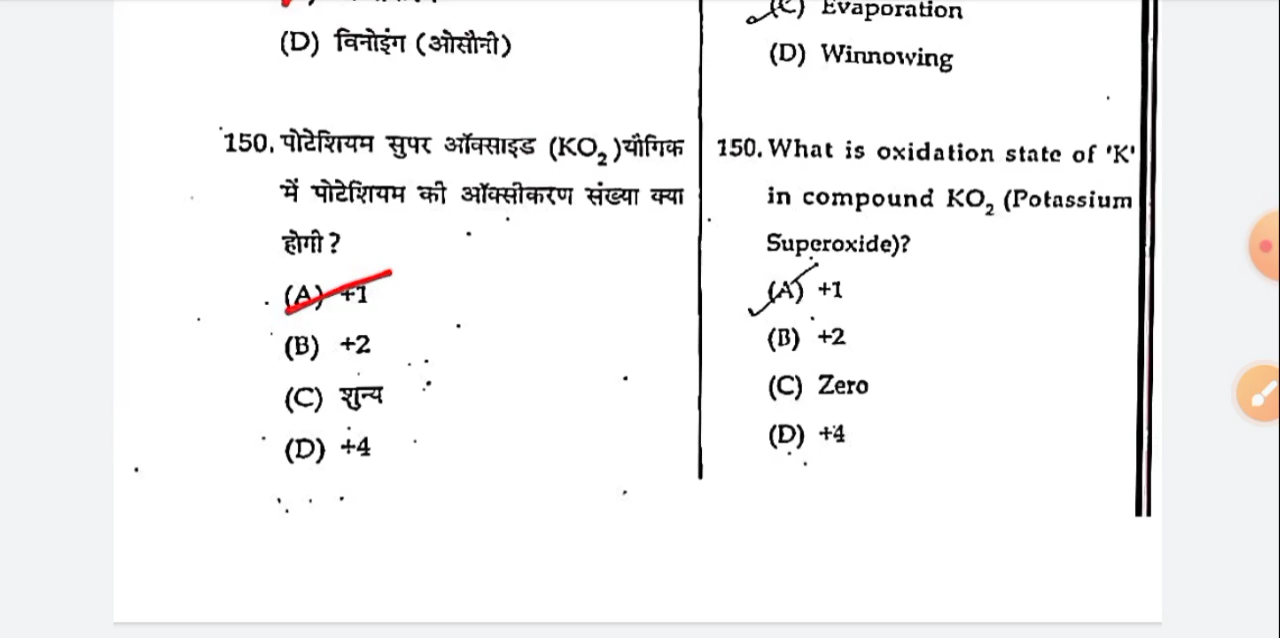 (D) विनोइंग (ओसौनी)
150. पोटेशियम सुपर ऑक्साइड (KO₂) यौगिक
में पोटेशियम की ऑक्सीकरण संख्या क्या
होगी ?
(A) +1
(B) +2
(C) शुन्य
(D) +4
(C) Evaporation
(D) Winnowing
150. What is oxidation state of 'K'
in compound KO₂ (Potassium
Superoxide)?
(A) +1
(B) +2
(C) Zero
(D) +4